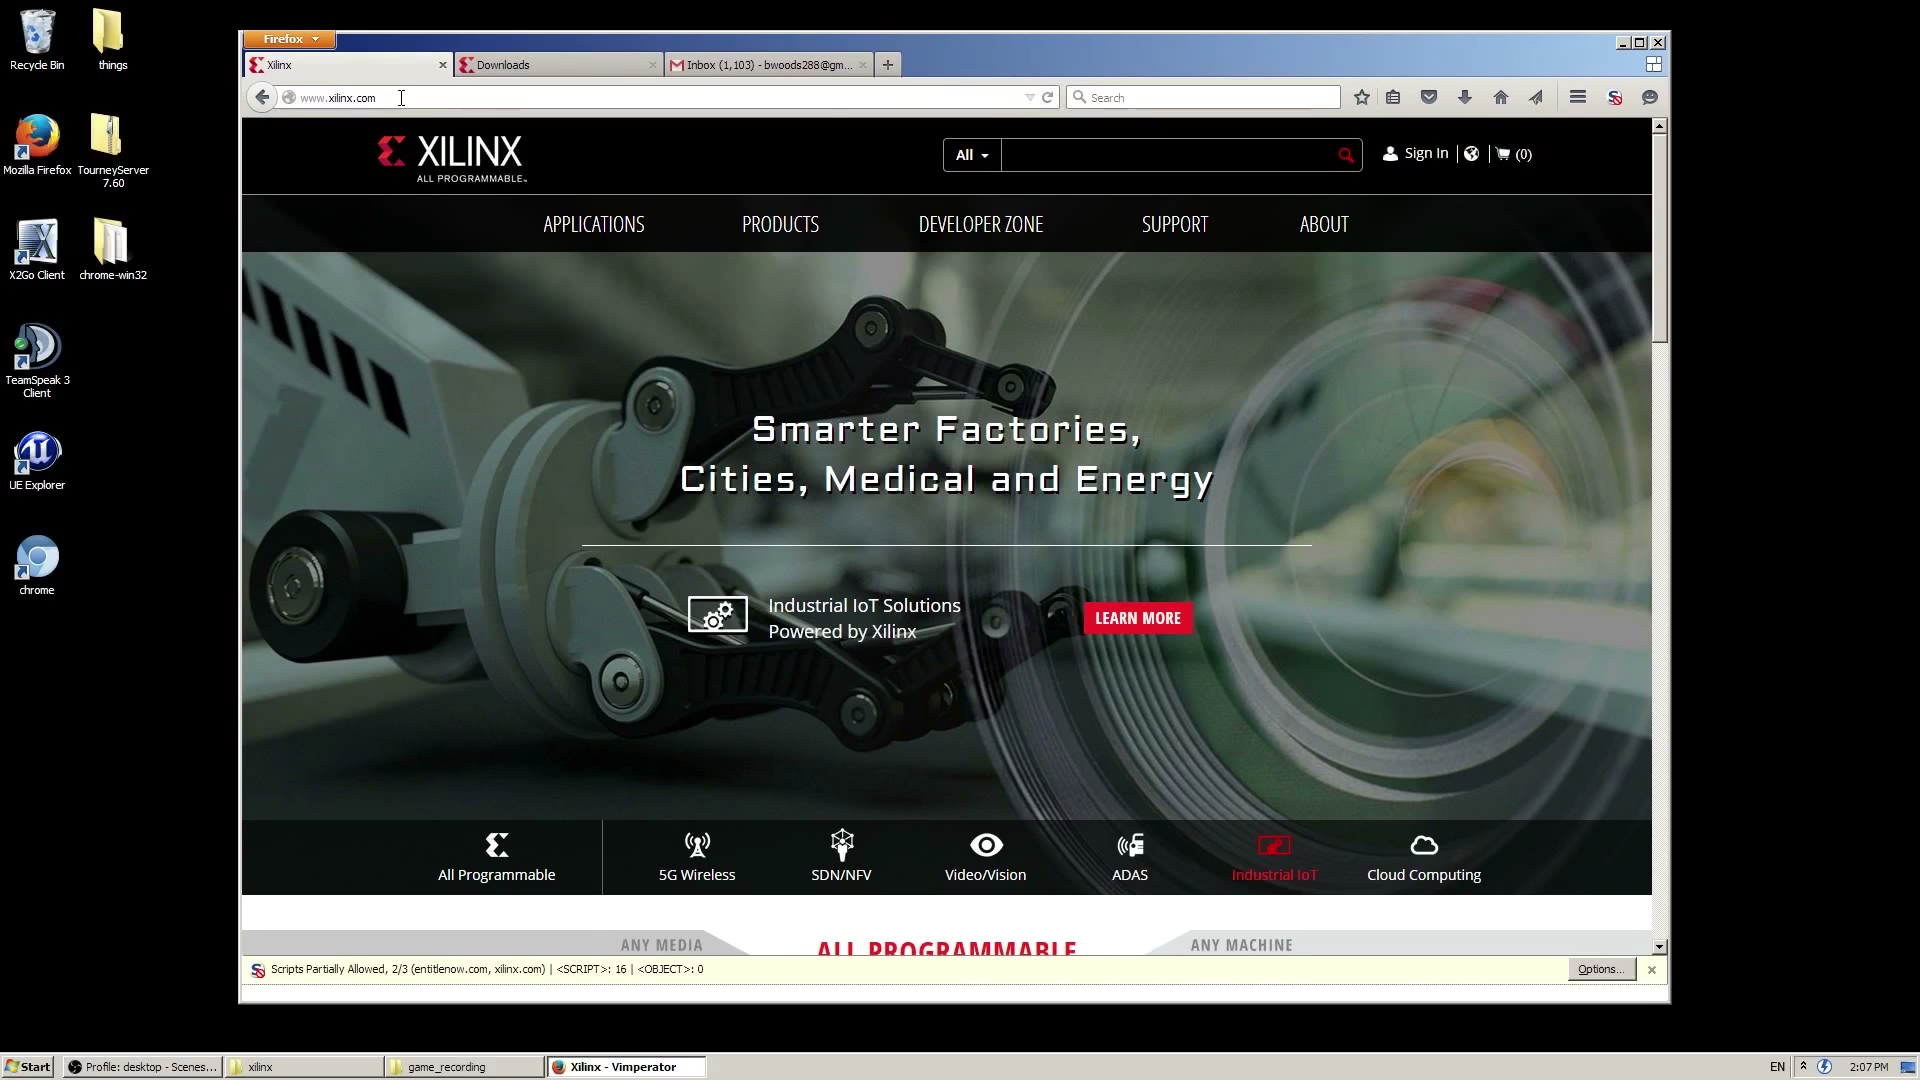 Recycle Bin
things
Mozilla Firefox
TourneyServer
7.60
X2Go Client
chrome-win32
TeamSpeak 3
Client
UE Explorer
chrome
Firefox
Xilinx
Downloads
Inbox (1,103) - bwoods288@gm...
www.xilinx.com
Search
XILINX
ALL PROGRAMMABLE™
All
Sign In
(0)
APPLICATIONS
PRODUCTS
DEVELOPER ZONE
SUPPORT
ABOUT
Smarter Factories,
Cities, Medical and Energy
Industrial IoT Solutions
Powered by Xilinx
LEARN MORE
All Programmable
5G Wireless
SDN/NFV
Video/Vision
ADAS
Industrial IoT
Cloud Computing
ANY MEDIA
ALL PROGRAMMABLE
ANY MACHINE
Scripts Partially Allowed, 2/3 (entitlenow.com, xilinx.com) | <SCRIPT>: 16 | <OBJECT>: 0
Options...
Start
Profile: desktop - Scenes...
xilinx
game_recording
Xilinx - Vimperator
EN
2:07 PM